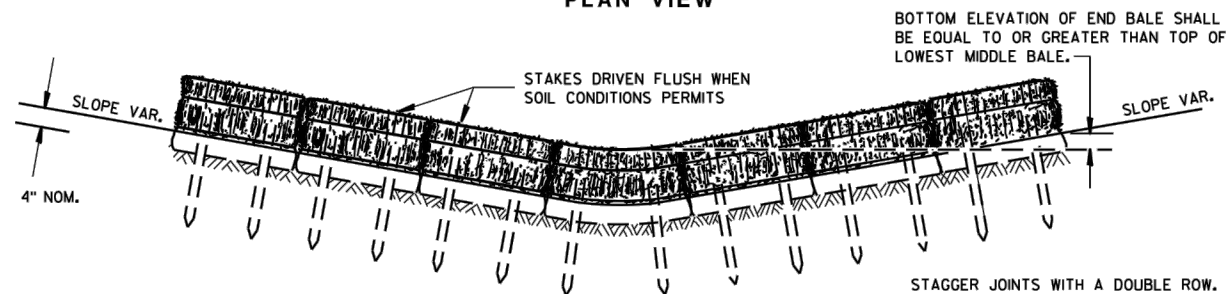 PLAN VIEW
BOTTOM ELEVATION OF END BALE SHALL
BE EQUAL TO OR GREATER THAN TOP OF
LOWEST MIDDLE BALE.
STAKES DRIVEN FLUSH WHEN
SOIL CONDITIONS PERMITS
SLOPE VAR.
SLOPE VAR.
4" NOM.
STAGGER JOINTS WITH A DOUBLE ROW.